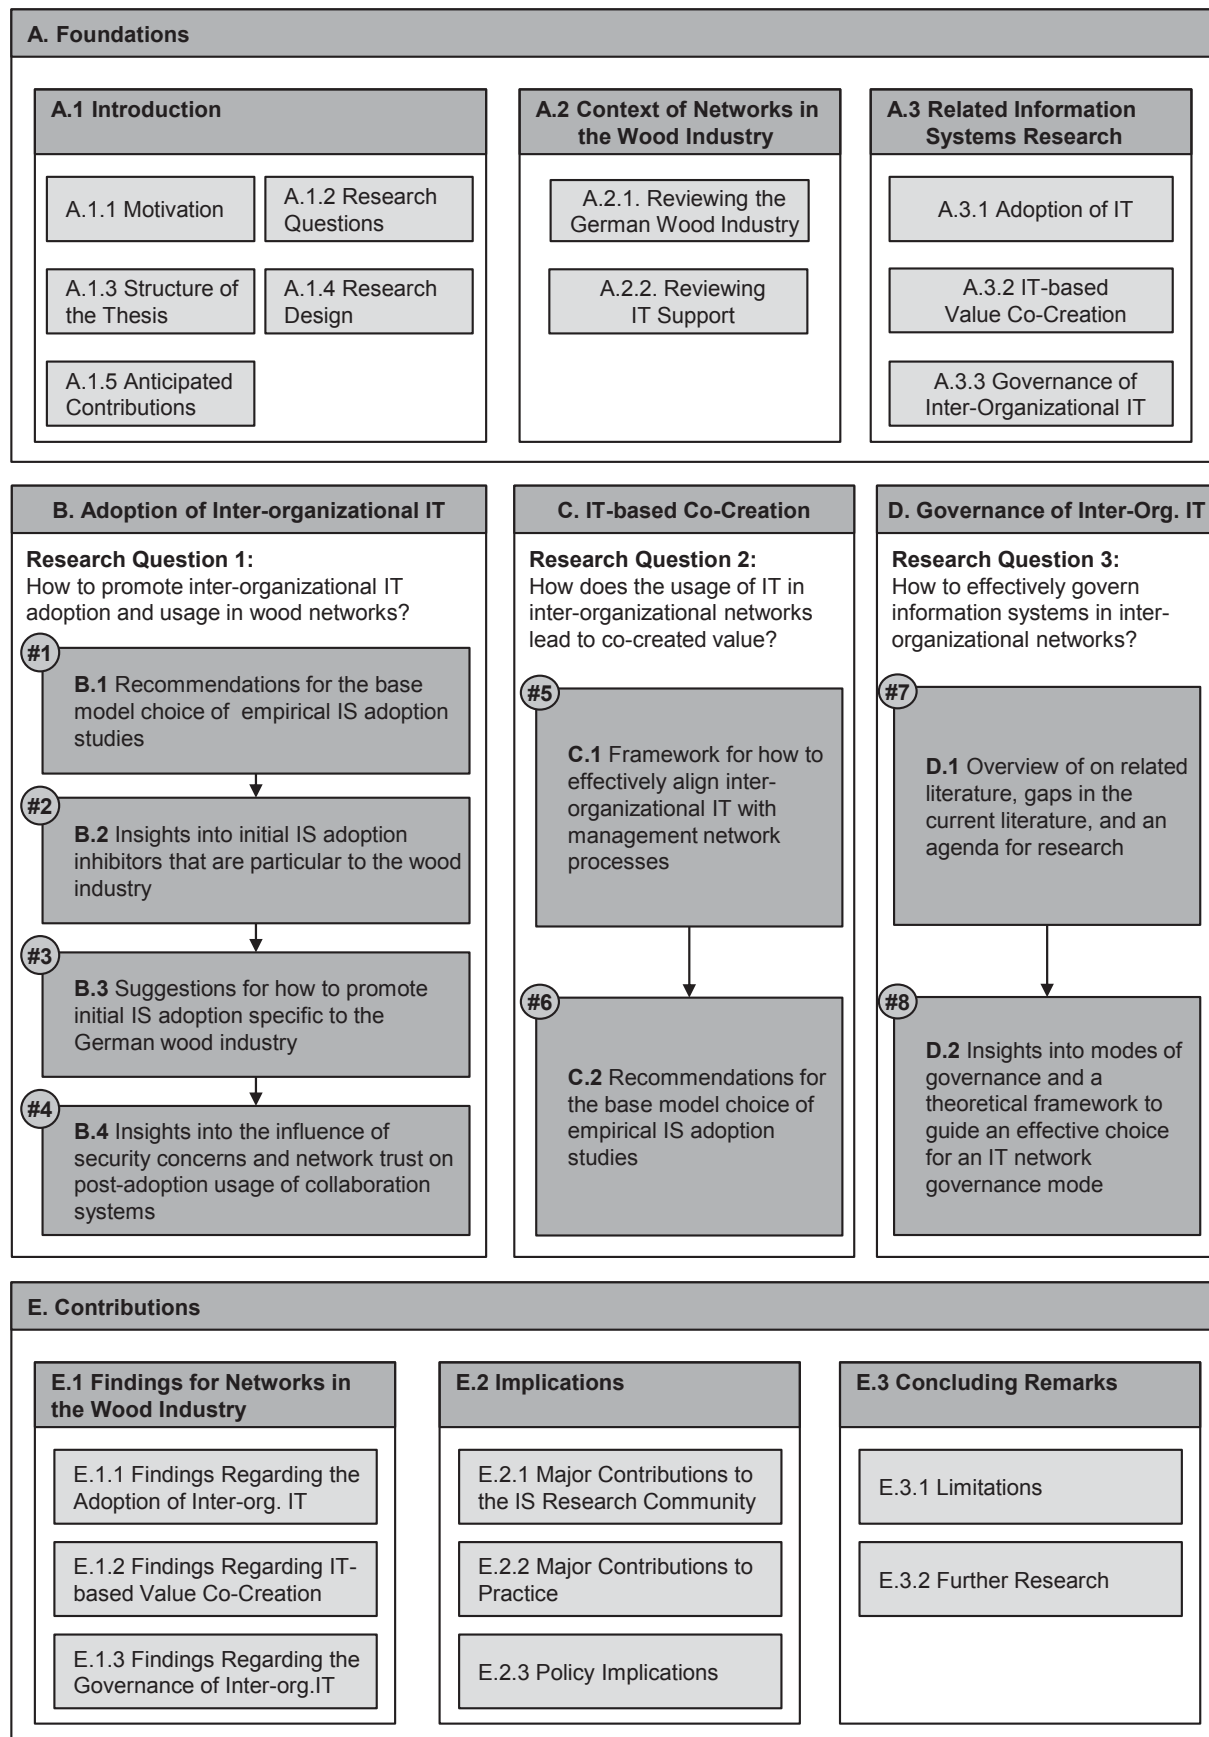 A. Foundations
A.1 Introduction
A.1.1 Motivation
A.1.2 Research
Questions
A.1.3 Structure of
the Thesis
A.1.4 Research
Design
A.1.5 Anticipated
Contributions
A.2 Context of Networks in
the Wood Industry
A.2.1. Reviewing the
German Wood Industry
A.2.2. Reviewing
IT Support
A.3 Related Information
Systems Research
A.3.1 Adoption of IT
A.3.2 IT-based
Value Co-Creation
A.3.3 Governance of
Inter-Organizational IT
B. Adoption of Inter-organizational IT
Research Question 1:
How to promote inter-organizational IT
adoption and usage in wood networks?
#1
B.1 Recommendations for the base
model choice of empirical IS adoption
studies
#2
B.2 Insights into initial IS adoption
inhibitors that are particular to the wood
industry
#3
B.3 Suggestions for how to promote
initial IS adoption specific to the
German wood industry
#4
B.4 Insights into the influence of
security concerns and network trust on
post-adoption usage of collaboration
systems
C. IT-based Co-Creation
Research Question 2:
How does the usage of IT in
inter-organizational networks
lead to co-created value?
#5
C.1 Framework for how to
effectively align inter-
organizational IT with
management network
processes
#6
C.2 Recommendations for
the base model choice of
empirical IS adoption
studies
D. Governance of Inter-Org. IT
Research Question 3:
How to effectively govern
information systems in inter-
organizational networks?
#7
D.1 Overview of on related
literature, gaps in the
current literature, and an
agenda for research
#8
D.2 Insights into modes of
governance and a
theoretical framework to
guide an effective choice
for an IT network
governance mode
E. Contributions
E.1 Findings for Networks in
the Wood Industry
E.1.1 Findings Regarding the
Adoption of Inter-org. IT
E.1.2 Findings Regarding IT-
based Value Co-Creation
E.1.3 Findings Regarding the
Governance of Inter-org.IT
E.2 Implications
E.2.1 Major Contributions to
the IS Research Community
E.2.2 Major Contributions to
Practice
E.2.3 Policy Implications
E.3 Concluding Remarks
E.3.1 Limitations
E.3.2 Further Research